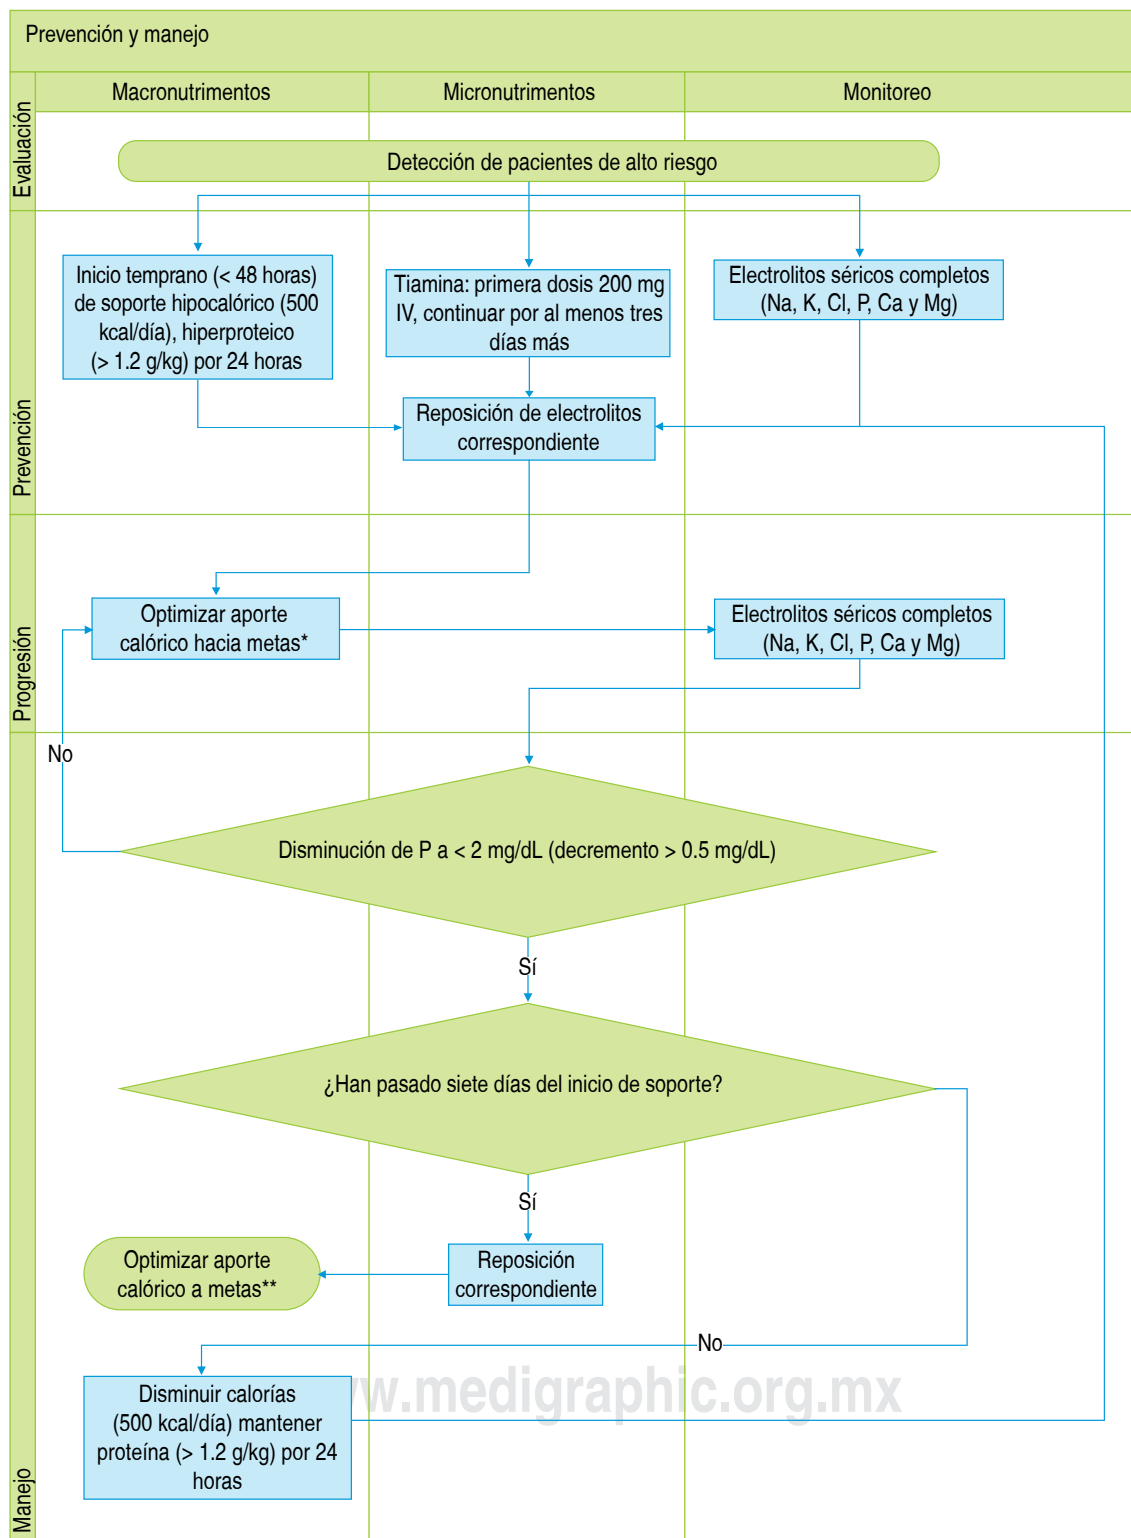 Prevención y manejo
Macronutrimentos
Micronutrimentos
Monitoreo
Evaluación
Detección de pacientes de alto riesgo
Prevención
Inicio temprano (< 48 horas)
de soporte hipocalórico (500
kcal/día), hiperproteico
(> 1.2 g/kg) por 24 horas
Tiamina: primera dosis 200 mg
IV, continuar por al menos tres
días más
Electrolitos séricos completos
(Na, K, Cl, P, Ca y Mg)
Reposición de electrolitos
correspondiente
Progresión
Optimizar aporte
calórico hacia metas*
Electrolitos séricos completos
(Na, K, Cl, P, Ca y Mg)
Manejo
No
Disminución de P a < 2 mg/dL (decremento > 0.5 mg/dL)
Sí
¿Han pasado siete días del inicio de soporte?
Sí
Optimizar aporte
calórico a metas**
Reposición
correspondiente
No
Disminuir calorías
(500 kcal/día) mantener
proteína (> 1.2 g/kg) por 24
horas
w.medigraphic.org.mx